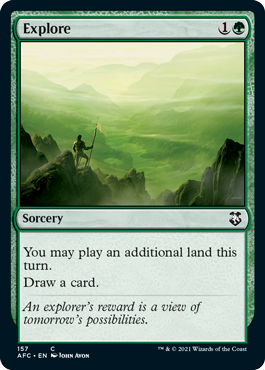 Explore 1
Sorcery
You may play an additional land this
turn.
Draw a card.
An explorer's reward is a view of
tomorrow's possibilities.
157 C
AFC • EN John Avon
™ & © 2021 Wizards of the Coast